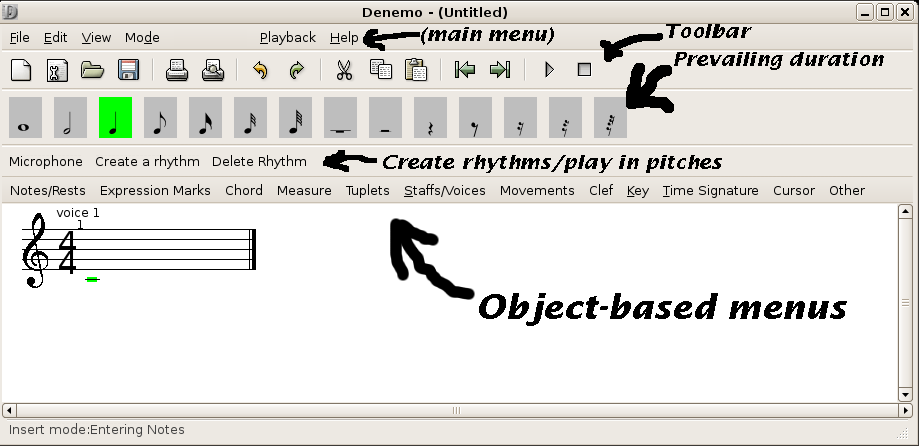 Denemo - (Untitled)
File Edit View Mode Playback Help (main menu)
Toolbar
Prevailing duration
Microphone Create a rhythm Delete Rhythm Create rhythms/play in pitches
Notes/Rests Expression Marks Chord Measure Tuplets Staffs/Voices Movements Clef Key Time Signature Cursor Other
voice 1
1
4
4
Object-based menus
Insert mode:Entering Notes